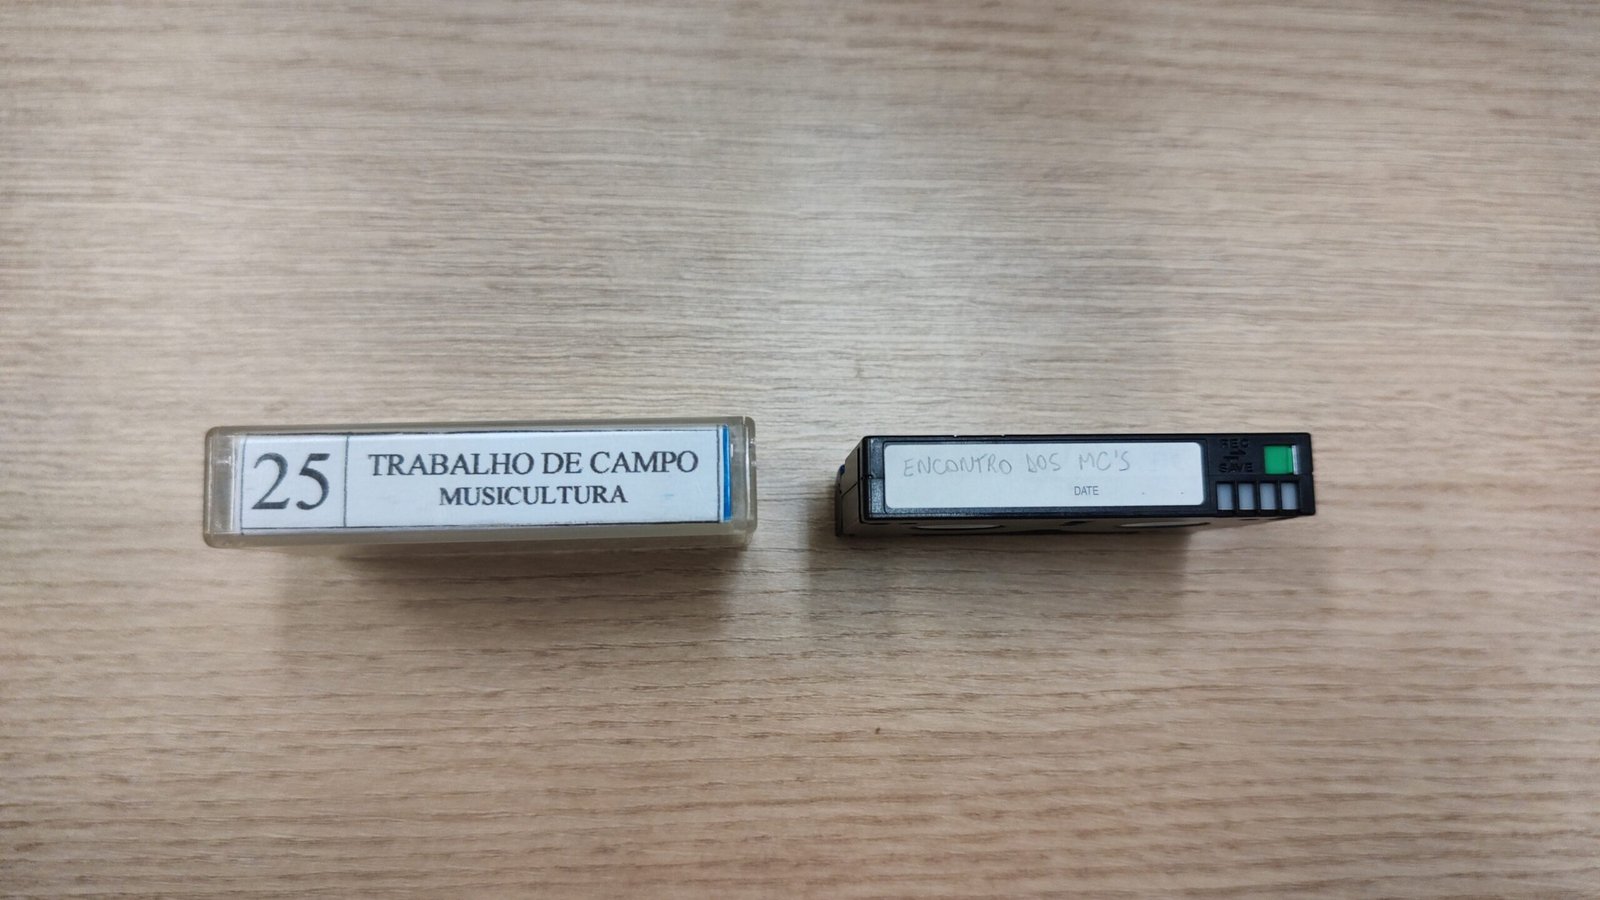 25
TRABALHO DE CAMPO
MUSICULTURA
ENCONTRO DOS MC'S
DATE
REC
SAVE